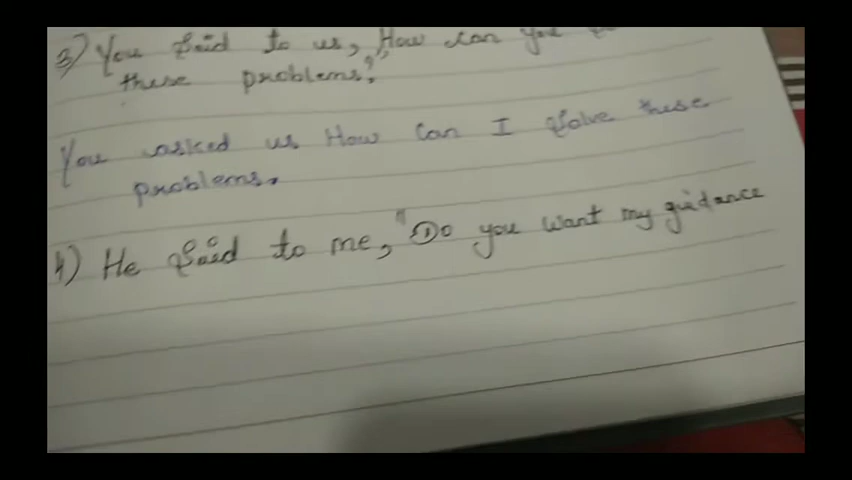 3) You said to us, "How can you
these problems?"
You asked us How can I solve these
problems.
4) He said to me, "Do you want my guidance